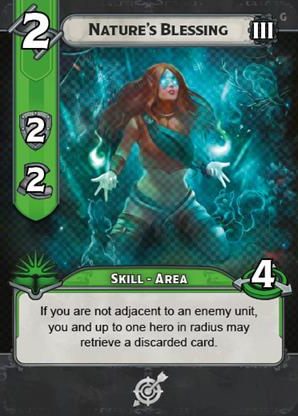 2
NATURE'S BLESSING
III
G
2
2
SKILL - AREA
4
If you are not adjacent to an enemy unit,
you and up to one hero in radius may
retrieve a discarded card.